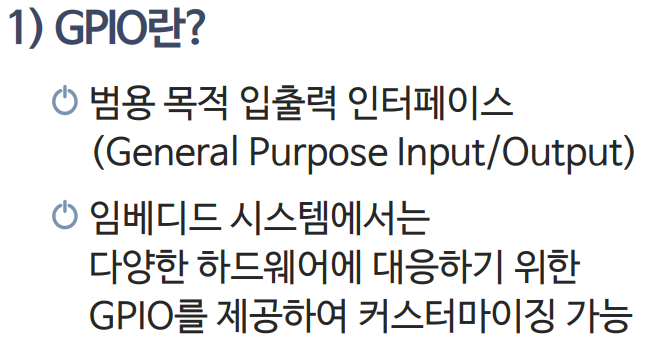 1) GPIO란?
범용 목적 입출력 인터페이스
(General Purpose Input/Output)
임베디드 시스템에서는
다양한 하드웨어에 대응하기 위한
GPIO를 제공하여 커스터마이징 가능